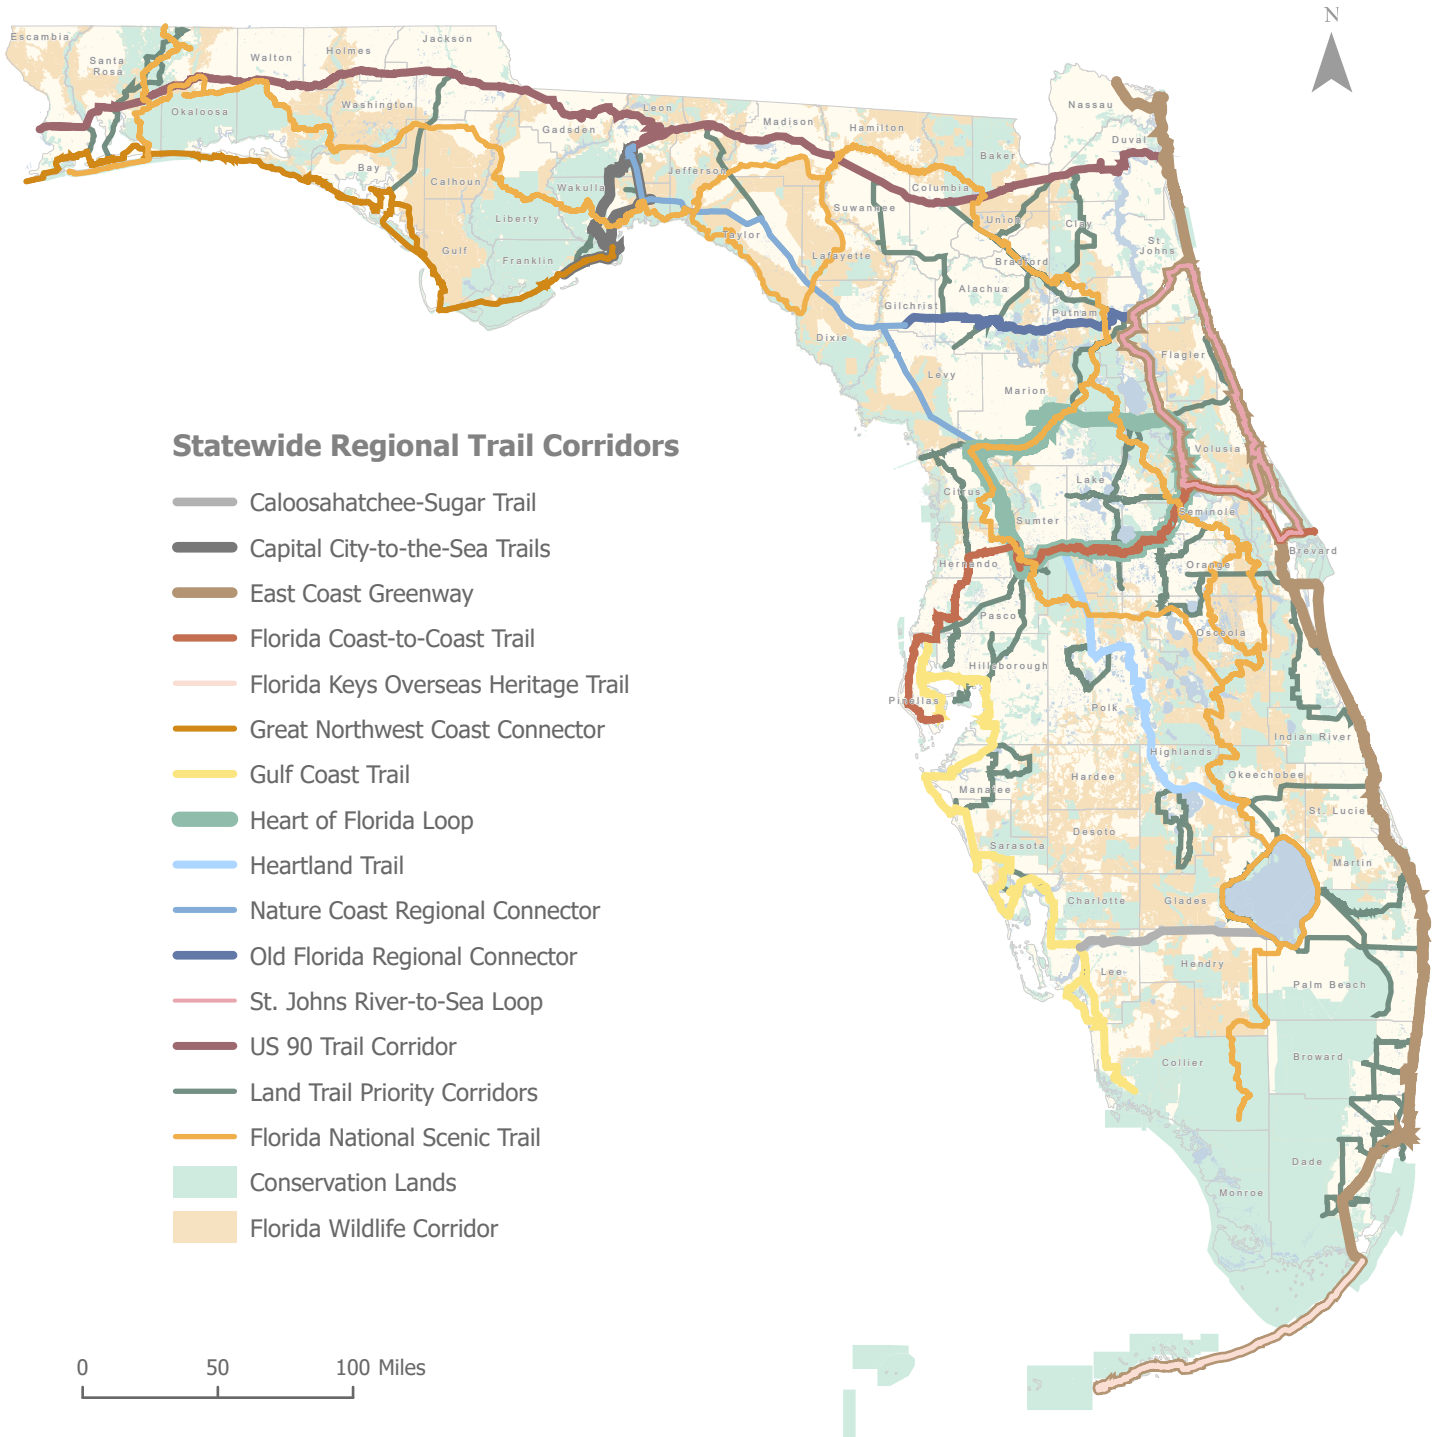 N
Escambia
Santa
Rosa
Okaloosa
Walton
Holmes
Jackson
Washington
Bay
Calhoun
Gulf
Gadsden
Liberty
Franklin
Leon
Wakulla
Jefferson
Madison
Taylor
Hamilton
Suwannee
Lafayette
Dixie
Columbia
Baker
Nassau
Duval
Union
Bradford
Clay
St.
Johns
Gilchrist
Alachua
Putnam
Flagler
Levy
Marion
Volusia
Citrus
Sumter
Lake
Seminole
Hernando
Orange
Brevard
Pasco
Osceola
Hillsborough
Pinellas
Polk
Indian River
Highlands
Okeechobee
Manatee
Hardee
St. Lucie
Desoto
Sarasota
Martin
Charlotte
Glades
Lee
Hendry
Palm Beach
Collier
Broward
Dade
Monroe
Statewide Regional Trail Corridors
Caloosahatchee-Sugar Trail
Capital City-to-the-Sea Trails
East Coast Greenway
Florida Coast-to-Coast Trail
Florida Keys Overseas Heritage Trail
Great Northwest Coast Connector
Gulf Coast Trail
Heart of Florida Loop
Heartland Trail
Nature Coast Regional Connector
Old Florida Regional Connector
St. Johns River-to-Sea Loop
US 90 Trail Corridor
Land Trail Priority Corridors
Florida National Scenic Trail
Conservation Lands
Florida Wildlife Corridor
0 50 100 Miles